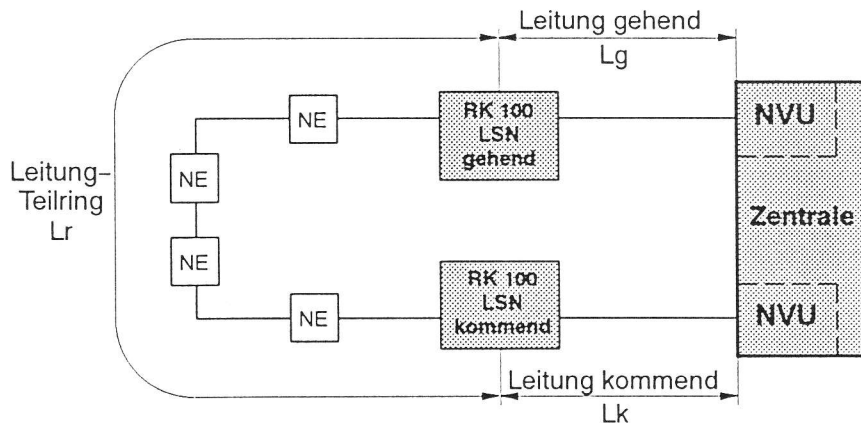 Leitung gehend
Lg
NE
RK 100
LSN
gehend
NVU
Leitung-
Teilring
Lr
NE
Zentrale
NE
NE
RK 100
LSN
kommend
NVU
Leitung kommend
Lk